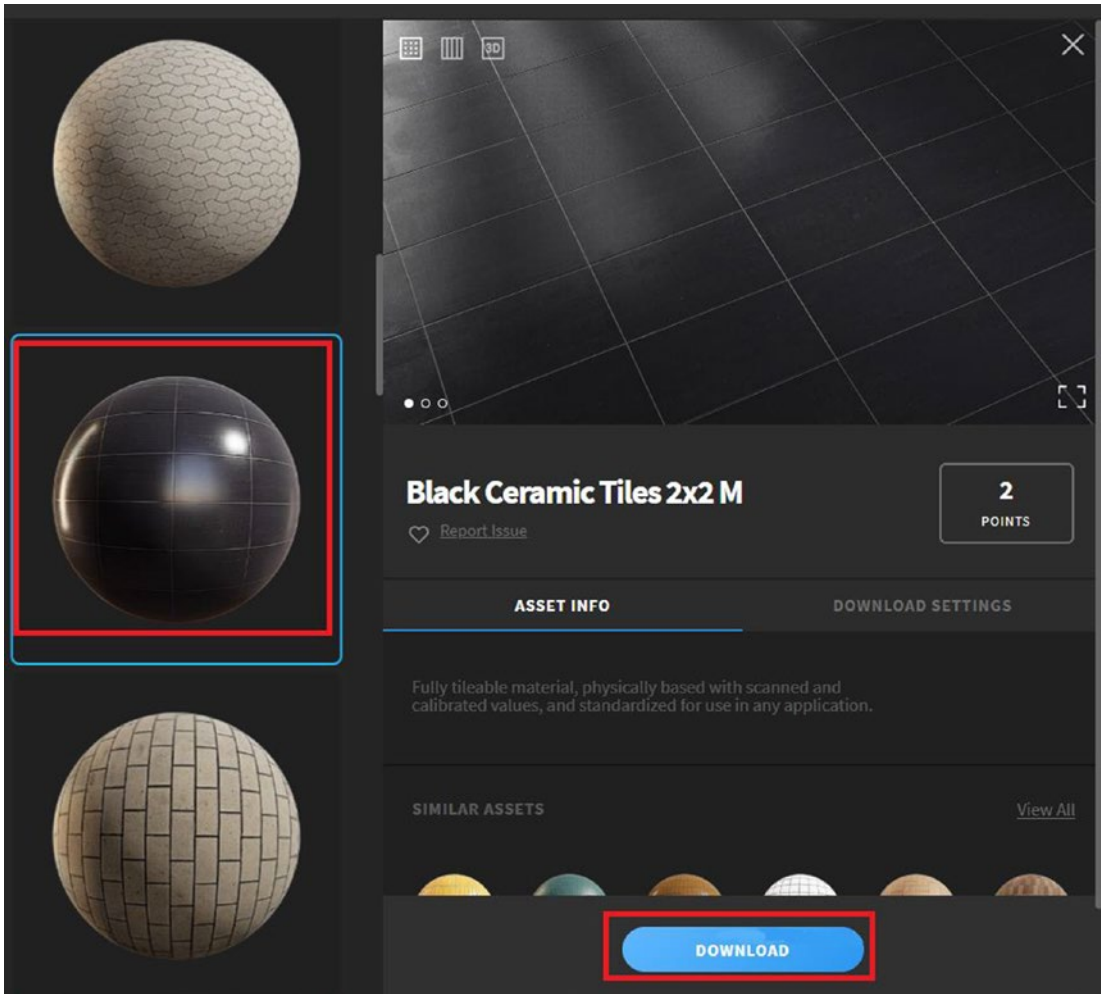 3D
Black Ceramic Tiles 2x2 M
2
POINTS
Report Issue
ASSET INFO
DOWNLOAD SETTINGS
Fully tileable material, physically based with scanned and
calibrated values, and standardized for use in any application.
SIMILAR ASSETS
View All
DOWNLOAD